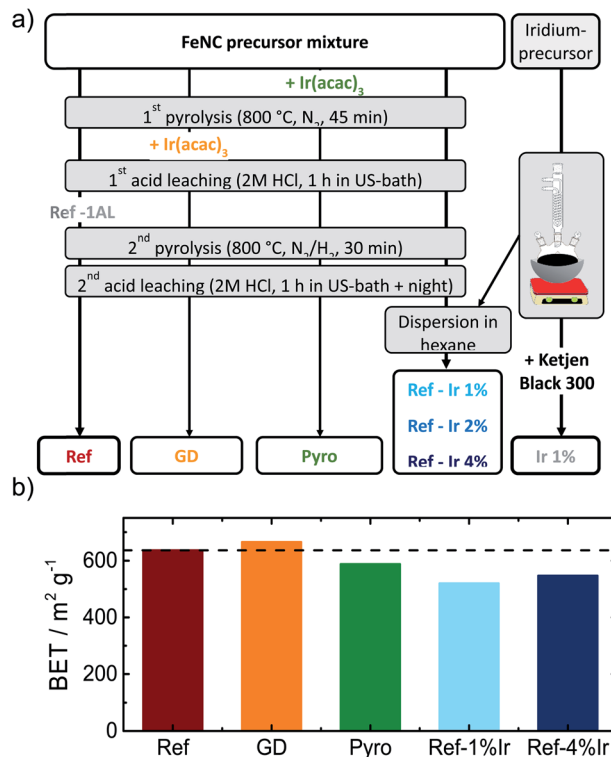 a)
FeNC precursor mixture
Iridium-
precursor
+ Ir(acac)₃
1st pyrolysis (800 °C, N₂, 45 min)
+ Ir(acac)₃
1st acid leaching (2M HCl, 1 h in US-bath)
Ref -1AL
2nd pyrolysis (800 °C, N₂/H₂, 30 min)
2nd acid leaching (2M HCl, 1 h in US-bath + night)
Dispersion in
hexane
+ Ketjen
Black 300
Ref - Ir 1%
Ref - Ir 2%
Ref - Ir 4%
Ref
GD
Pyro
Ir 1%
b)
BET / m² g⁻¹
600
400
200
0
Ref
GD
Pyro
Ref-1%Ir
Ref-4%Ir